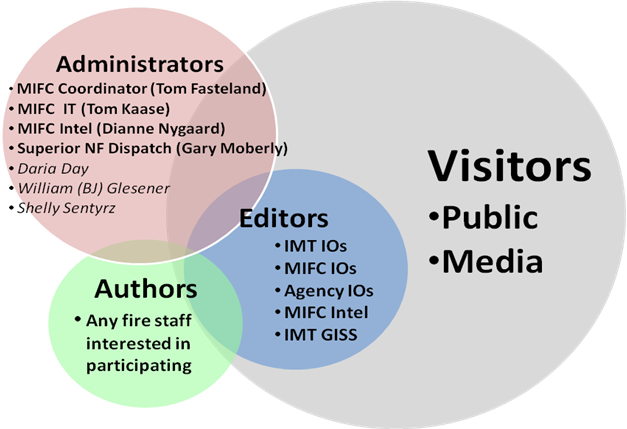 Administrators
• MIFC Coordinator (Tom Fasteland)
• MIFC IT (Tom Kaase)
• MIFC Intel (Dianne Nygaard)
• Superior NF Dispatch (Gary Moberly)
• Daria Day
• William (BJ) Glesener
• Shelly Sentyrz
Visitors
•Public
•Media
Editors
• IMT IOs
• MIFC IOs
• Agency IOs
• MIFC Intel
• IMT GISS
Authors
• Any fire staff
interested in
participating